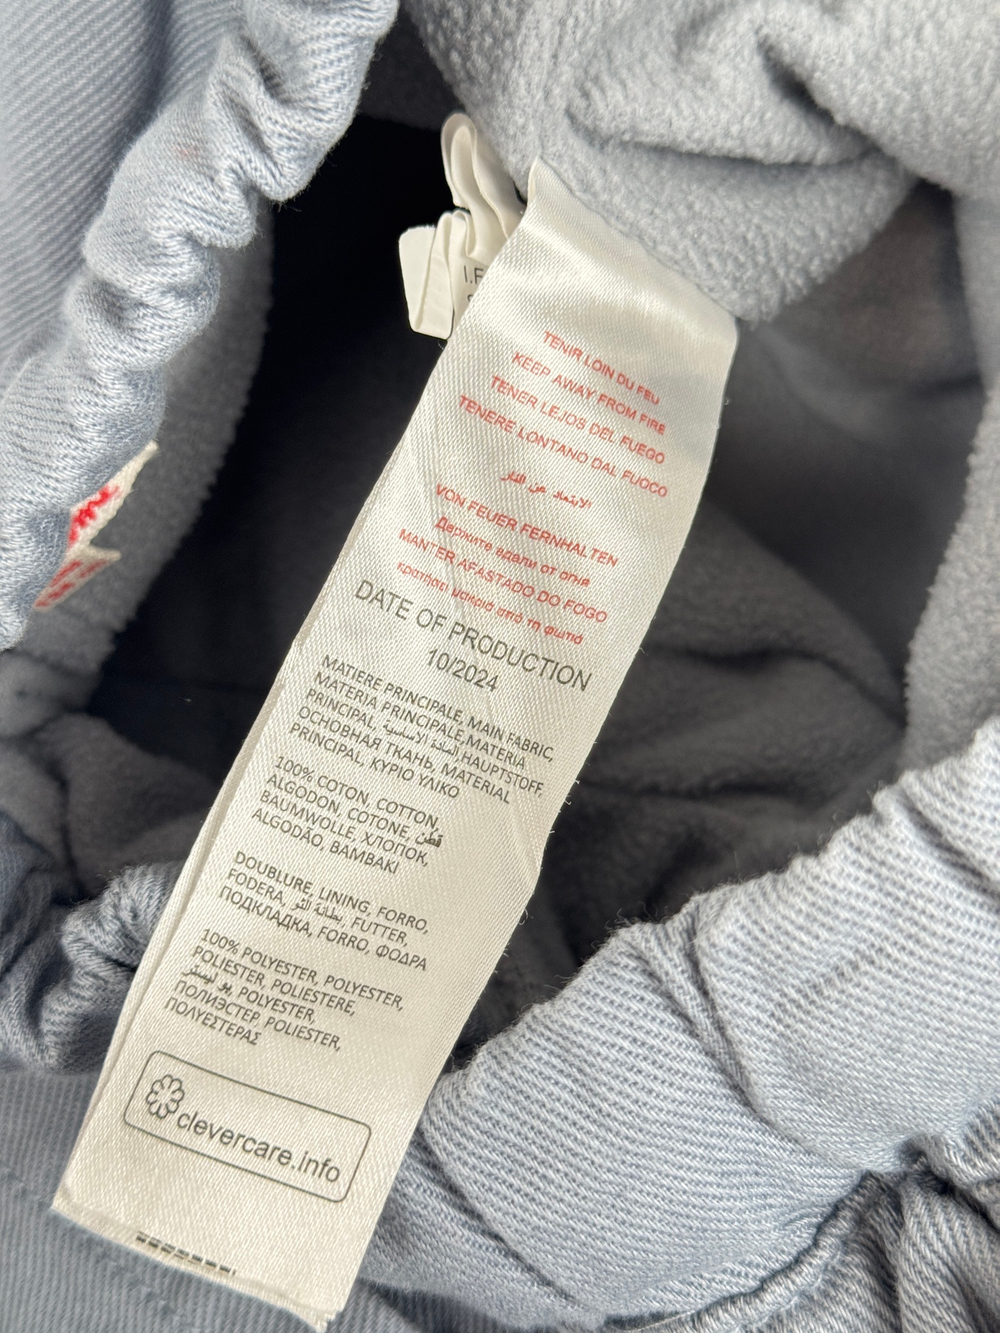 I.F
TENIR LOIN DU FEU
KEEP AWAY FROM FIRE
TENER LEJOS DEL FUEGO
TENERE LONTANO DAL FUOCO
الابتعاد عن النار
VON FEUER FERNHALTEN
Держите вдали от огня
MANTER AFASTADO DO FOGO
κρατήσει μακριά από τη φωτιά
DATE OF PRODUCTION
10/2024
MATIERE PRINCIPALE, MAIN FABRIC,
MATERIA PRINCIPALE, MATERIA
PRINCIPAL, المادة الأساسية, HAUPTSTOFF,
ОСНОВНАЯ ТКАНЬ, MATERIAL
PRINCIPAL, ΚΥΡΙΟ ΥΛΙΚΟ
100% COTON, COTTON,
ALGODON, COTONE, قطن,
BAUMWOLLE, ХЛОПОК,
ALGODÃO, BAMBAKI
DOUBLURE, LINING, FORRO,
FODERA, بطانة الثو, FUTTER,
ПОДКЛАДКА, FORRO, ΦΟΔΡΑ
100% POLYESTER, POLYESTER,
POLIESTER, POLIESTERE,
POLYESTER,
ПОЛИЭСТЕР, POLIESTER,
ΠΟΛΥΕΣΤΕΡΑΣ
clevercare.info